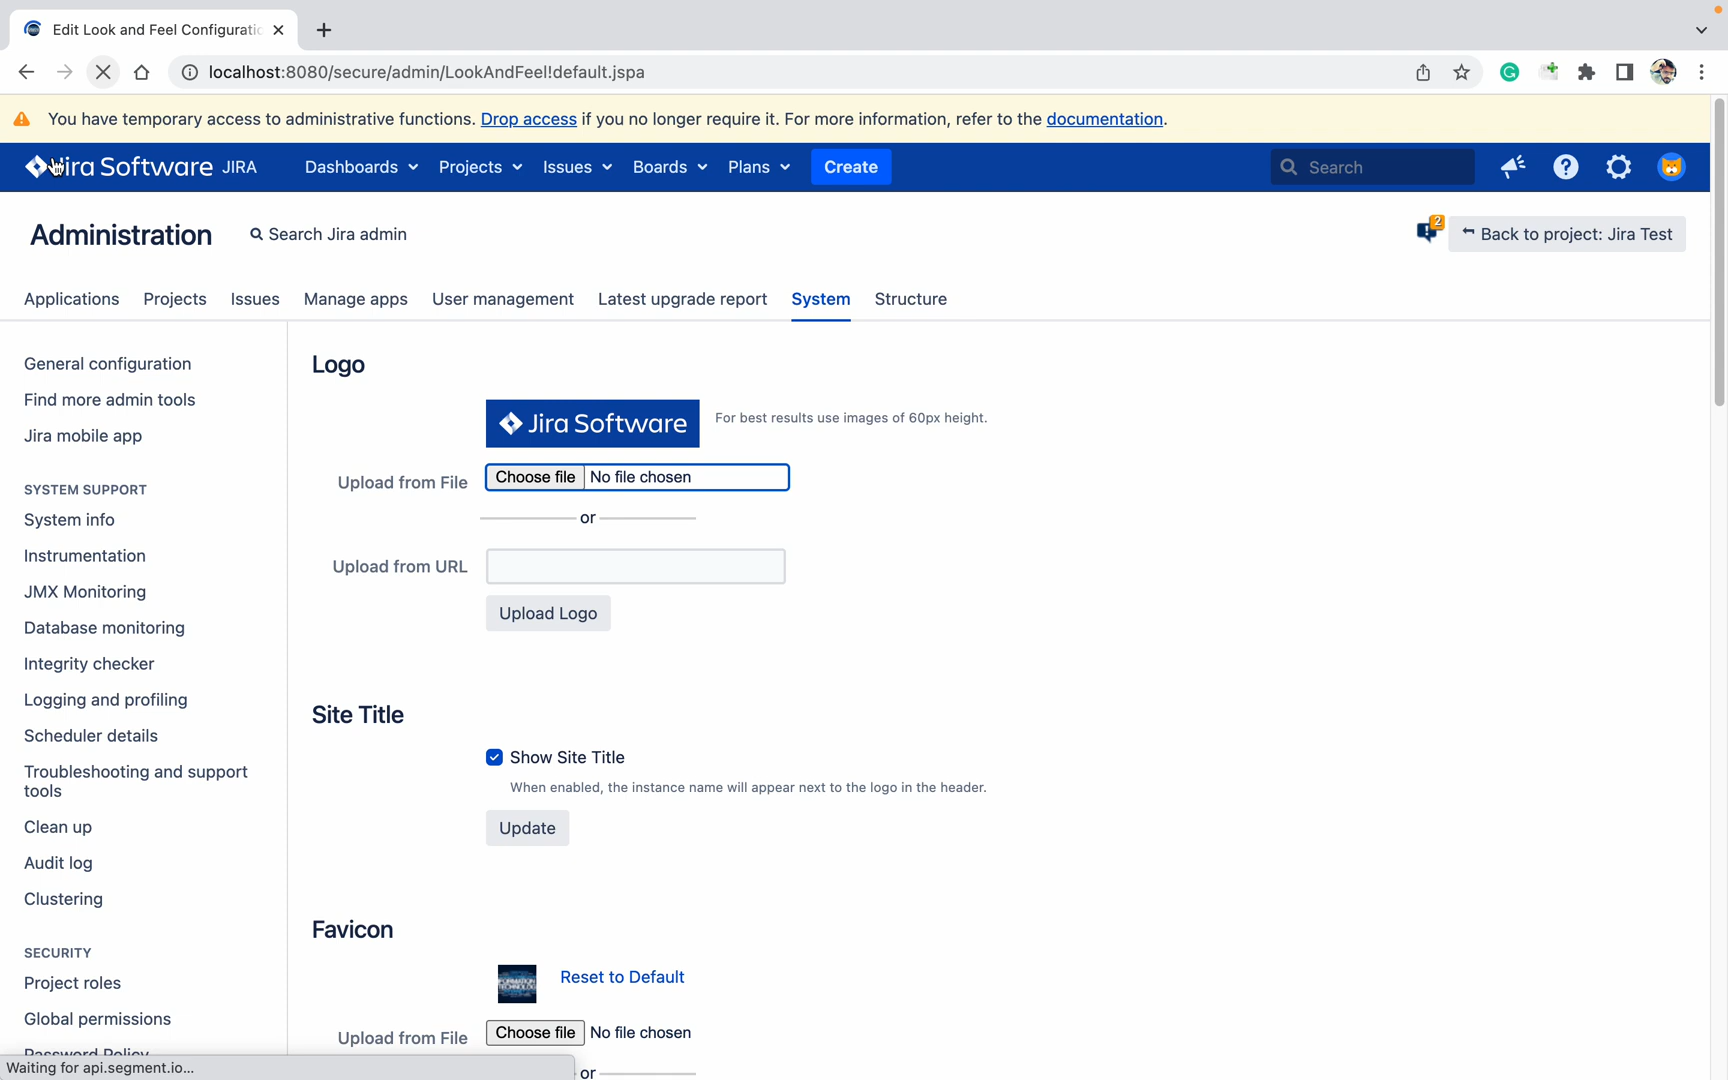 Edit Look and Feel Configuratio
localhost:8080/secure/admin/LookAndFeel!default.jspa
You have temporary access to administrative functions. Drop access if you no longer require it. For more information, refer to the documentation.
Jira Software JIRA Dashboards Projects Issues Boards Plans Create Search
Administration Search Jira admin 2 Back to project: Jira Test
Applications Projects Issues Manage apps User management Latest upgrade report System Structure
General configuration
Find more admin tools
Jira mobile app
SYSTEM SUPPORT
System info
Instrumentation
JMX Monitoring
Database monitoring
Integrity checker
Logging and profiling
Scheduler details
Troubleshooting and support
tools
Clean up
Audit log
Clustering
SECURITY
Project roles
Global permissions
Password Policy
Logo
Jira Software For best results use images of 60px height.
Upload from File Choose file No file chosen
or
Upload from URL
Upload Logo
Site Title
Show Site Title
When enabled, the instance name will appear next to the logo in the header.
Update
Favicon
Reset to Default
Upload from File Choose file No file chosen
or
Waiting for api.segment.io...